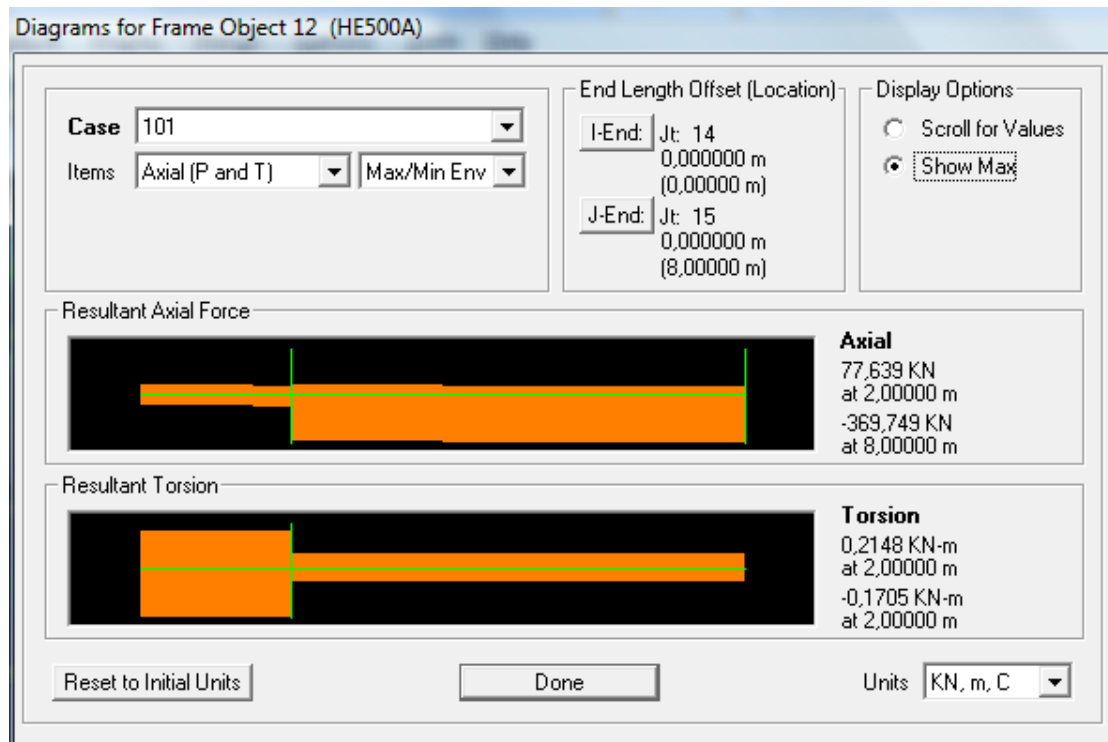 Diagrams for Frame Object 12 (HE500A)
Case 101
Items Axial (P and T) Max/Min Env
End Length Offset (Location)
I-End: Jt: 14
0,000000 m
(0,00000 m)
J-End: Jt: 15
0,000000 m
(8,00000 m)
Display Options
Scroll for Values
Show Max
Resultant Axial Force
Axial
77,639 KN
at 2,00000 m
-369,749 KN
at 8,00000 m
Resultant Torsion
Torsion
0,2148 KN-m
at 2,00000 m
-0,1705 KN-m
at 2,00000 m
Reset to Initial Units
Done
Units KN, m, C